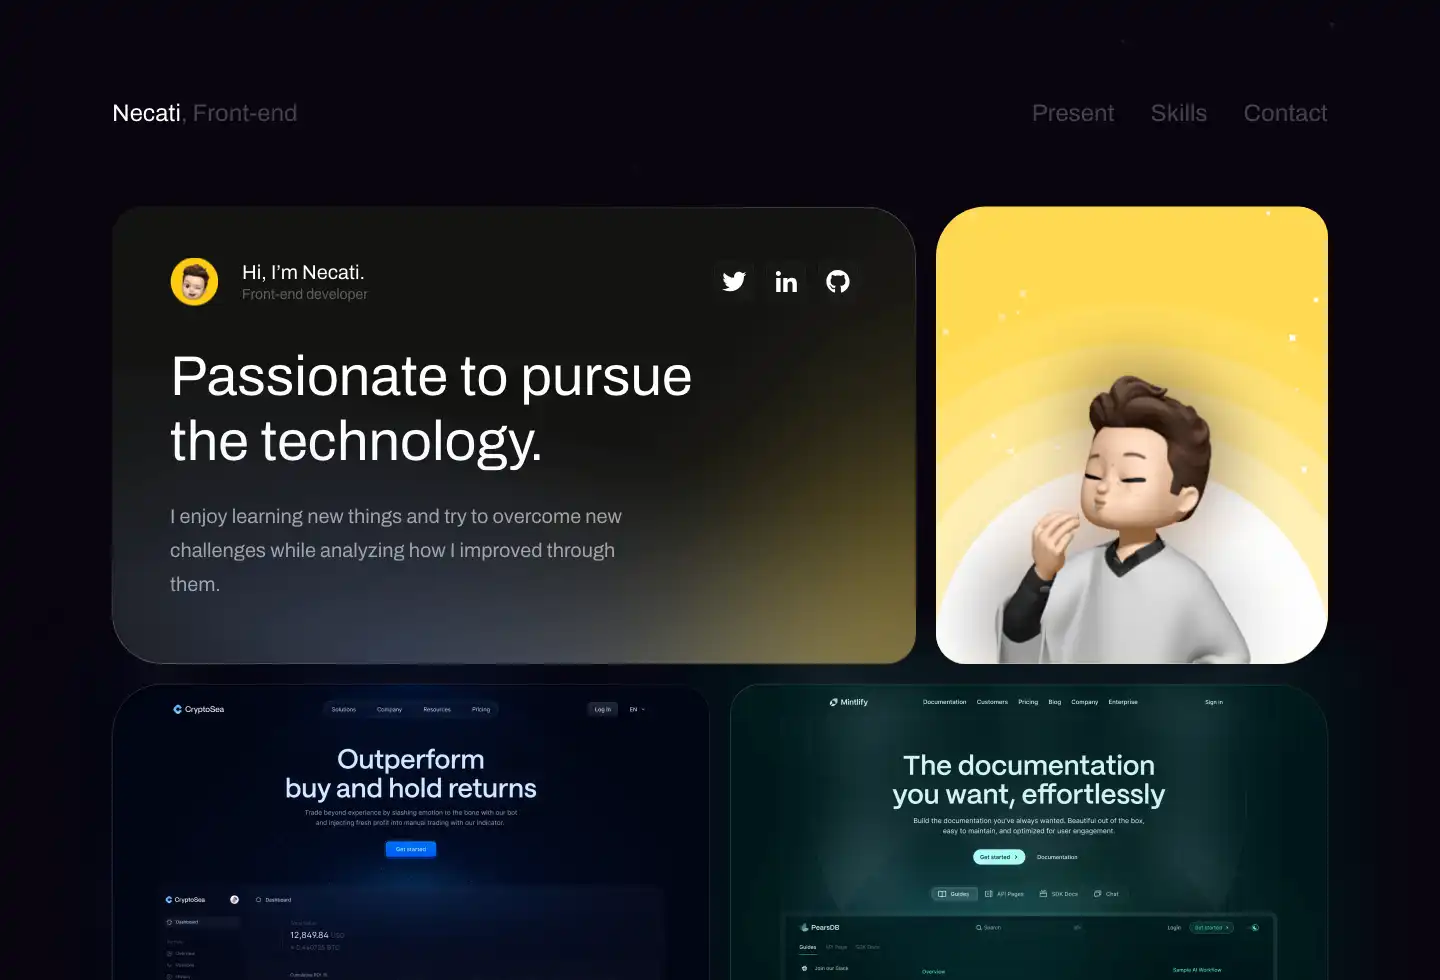 Necati, Front-end
Present Skills Contact
Hi, I'm Necati.
Front-end developer
Passionate to pursue
the technology.
I enjoy learning new things and try to overcome new
challenges while analyzing how I improved through
them.
CryptoSea
Solutions Company Resources Pricing
Log In EN
Outperform
buy and hold returns
Trade beyond experience by slashing emotion to the bone with our bot
and injecting fresh profit into manual trading with our indicator.
Get started
CryptoSea
Dashboard
Dashboard
12,849.84 USD
Mintlify
Documentation Customers Pricing Blog Company Enterprise
Sign in
The documentation
you want, effortlessly
Build the documentation you've always wanted. Beautiful out of the box,
easy to maintain, and optimized for user engagement.
Get started Documentation
Guides API Pages SDK Docs Chat
PearsDB
Search
Login Get started
Guides API Page SDK Docs
Join our Slack
Overview
Sample AI Workflow